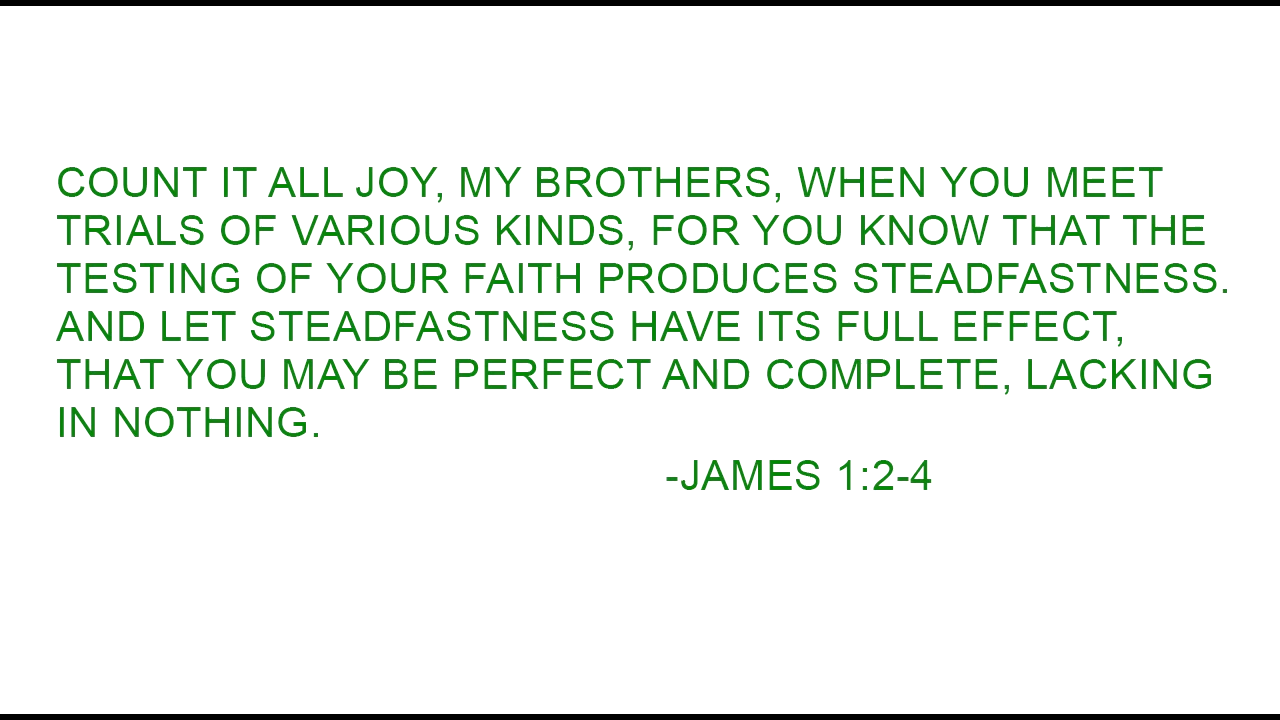 COUNT IT ALL JOY, MY BROTHERS, WHEN YOU MEET
TRIALS OF VARIOUS KINDS, FOR YOU KNOW THAT THE
TESTING OF YOUR FAITH PRODUCES STEADFASTNESS.
AND LET STEADFASTNESS HAVE ITS FULL EFFECT,
THAT YOU MAY BE PERFECT AND COMPLETE, LACKING
IN NOTHING.
-JAMES 1:2-4